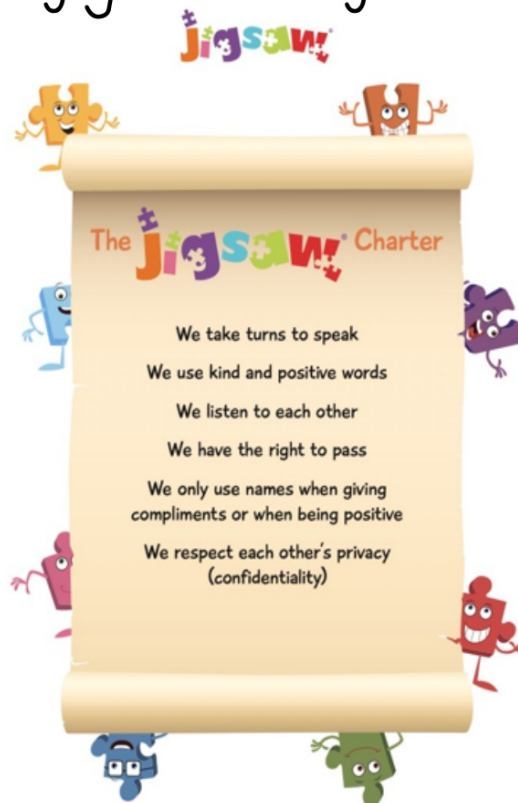 Jigsaw®
The Jigsaw® Charter
We take turns to speak
We use kind and positive words
We listen to each other
We have the right to pass
We only use names when giving
compliments or when being positive
We respect each other's privacy
(confidentiality)